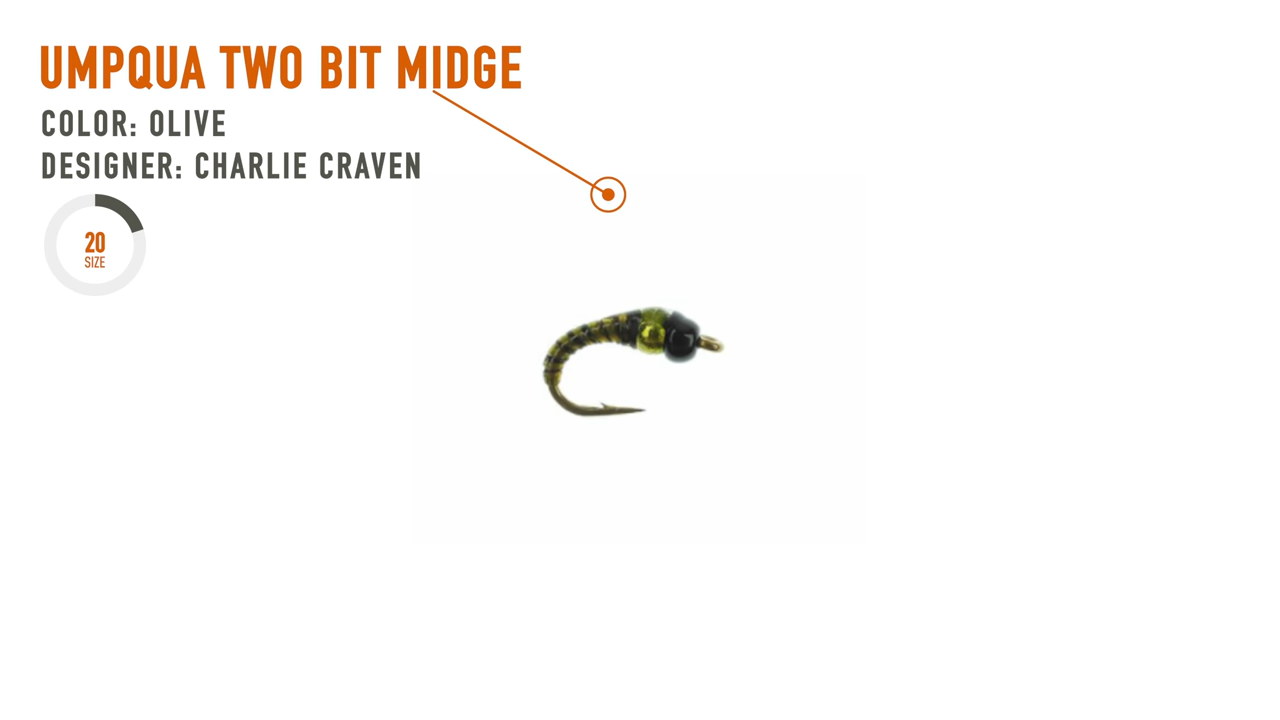 UMPQUA TWO BIT MIDGE
COLOR: OLIVE
DESIGNER: CHARLIE CRAVEN
20
SIZE